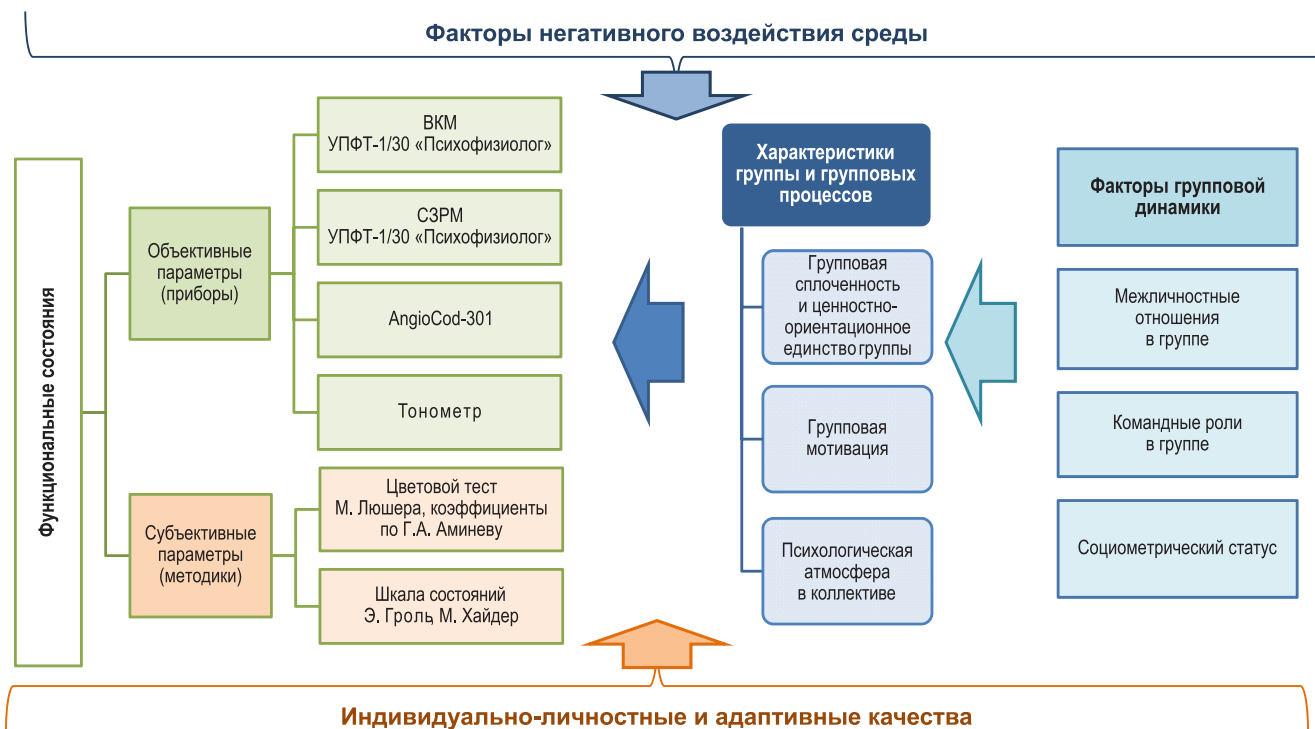 Факторы негативного воздействия среды
Функциональные состояния
Объективные
параметры
(приборы)
ВКМ
УПФТ-1/30 «Психофизиолог»
СЗРМ
УПФТ-1/30 «Психофизиолог»
AngioCod-301
Тонометр
Субъективные
параметры
(методики)
Цветовой тест
М. Люшера, коэффициенты
по Г.А. Аминеву
Шкала состояний
Э. Гроль, М. Хайдер
Характеристики
группы и групповых
процессов
Групповая
сплоченность
и ценностно-
ориентационное
единство группы
Групповая
мотивация
Психологическая
атмосфера
в коллективе
Факторы групповой
динамики
Межличностные
отношения
в группе
Командные роли
в группе
Социометрический статус
Индивидуально-личностные и адаптивные качества